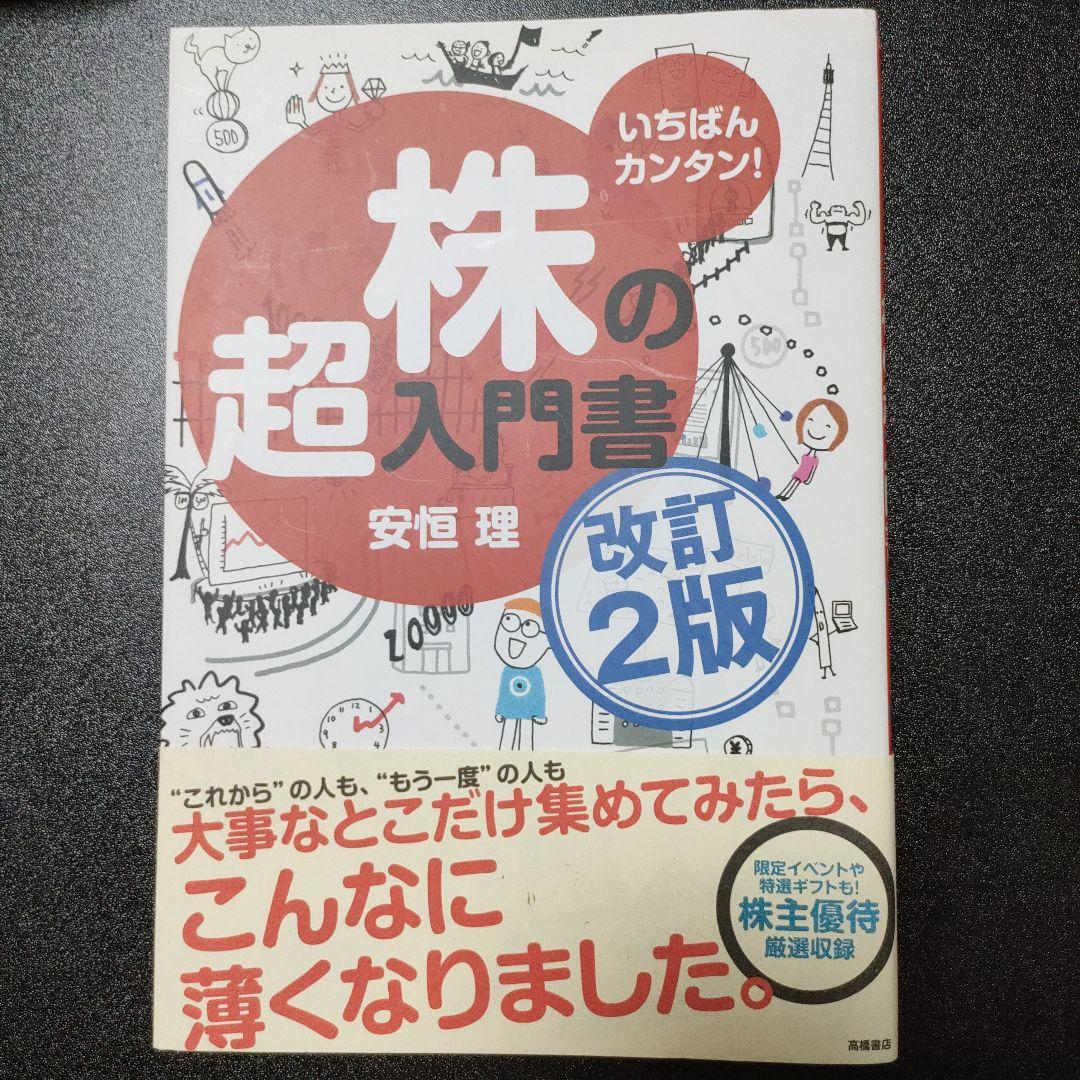 いちばん
カンタン!
株の
超入門書
安恒 理
改訂
2版
500
500
10000
"これから"の人も、"もう一度"の人も
大事なとこだけ集めてみたら、
こんなに
薄くなりました。
限定イベントや
特選ギフトも!
株主優待
厳選収録
高橋書店